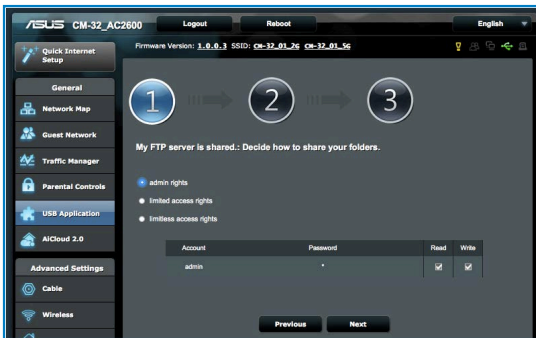 ASUS CM-32_AC2600 Logout Reboot English
Quick Internet Setup
Firmware Version: 1.0.0.3 SSID: CM-32_01_2G CM-32_01_5G
General
Network Map
Guest Network
Traffic Manager
Parental Controls
USB Application
AiCloud 2.0
Advanced Settings
Cable
Wireless
1 2 3
My FTP server is shared.: Decide how to share your folders.
admin rights
limited access rights
limitless access rights
Account Password Read Write
admin *
Previous Next